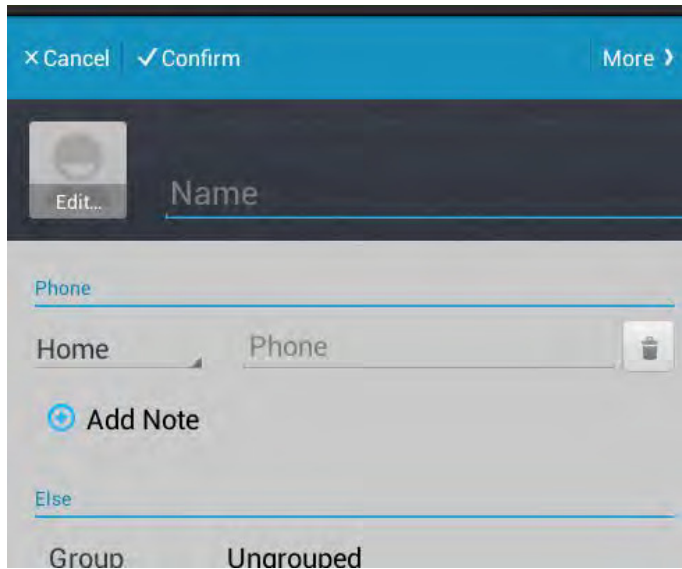 × Cancel ✓ Confirm More ❯
Edit...
Name
Phone
Home Phone
Add Note
Else
Group Ungrouped